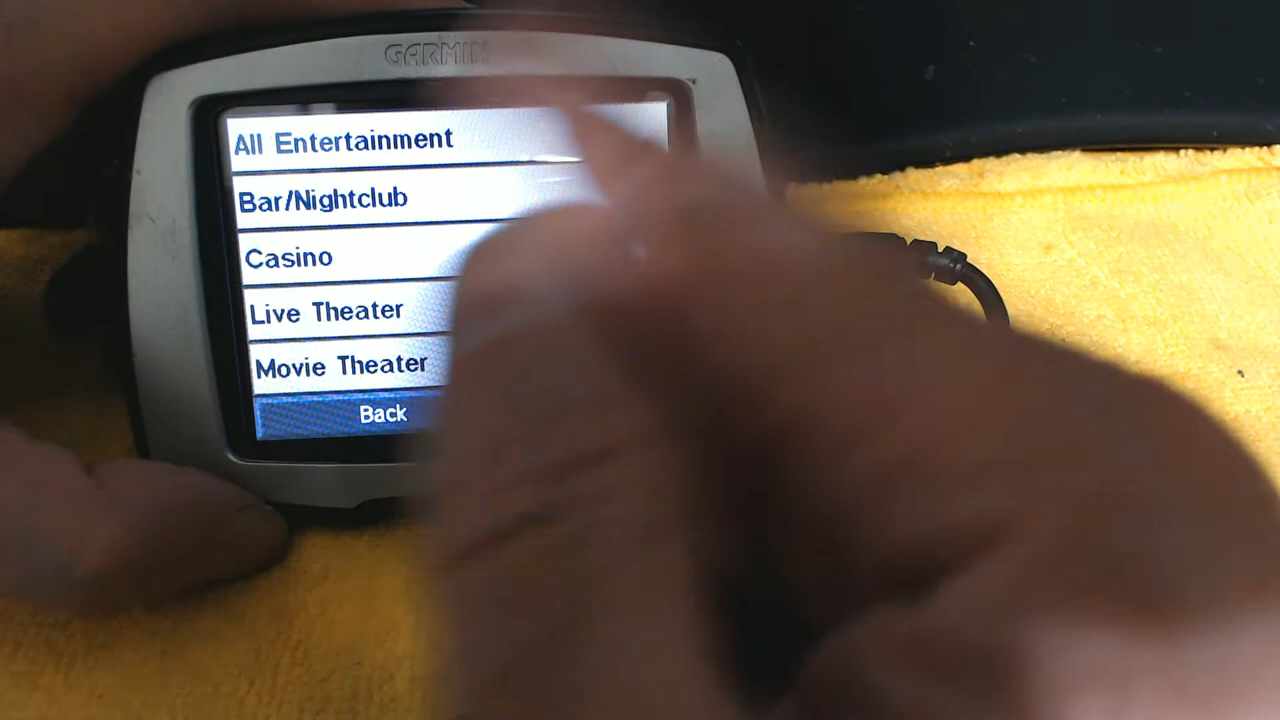 GARMIN
All Entertainment
Bar/Nightclub
Casino
Live Theater
Movie Theater
Back